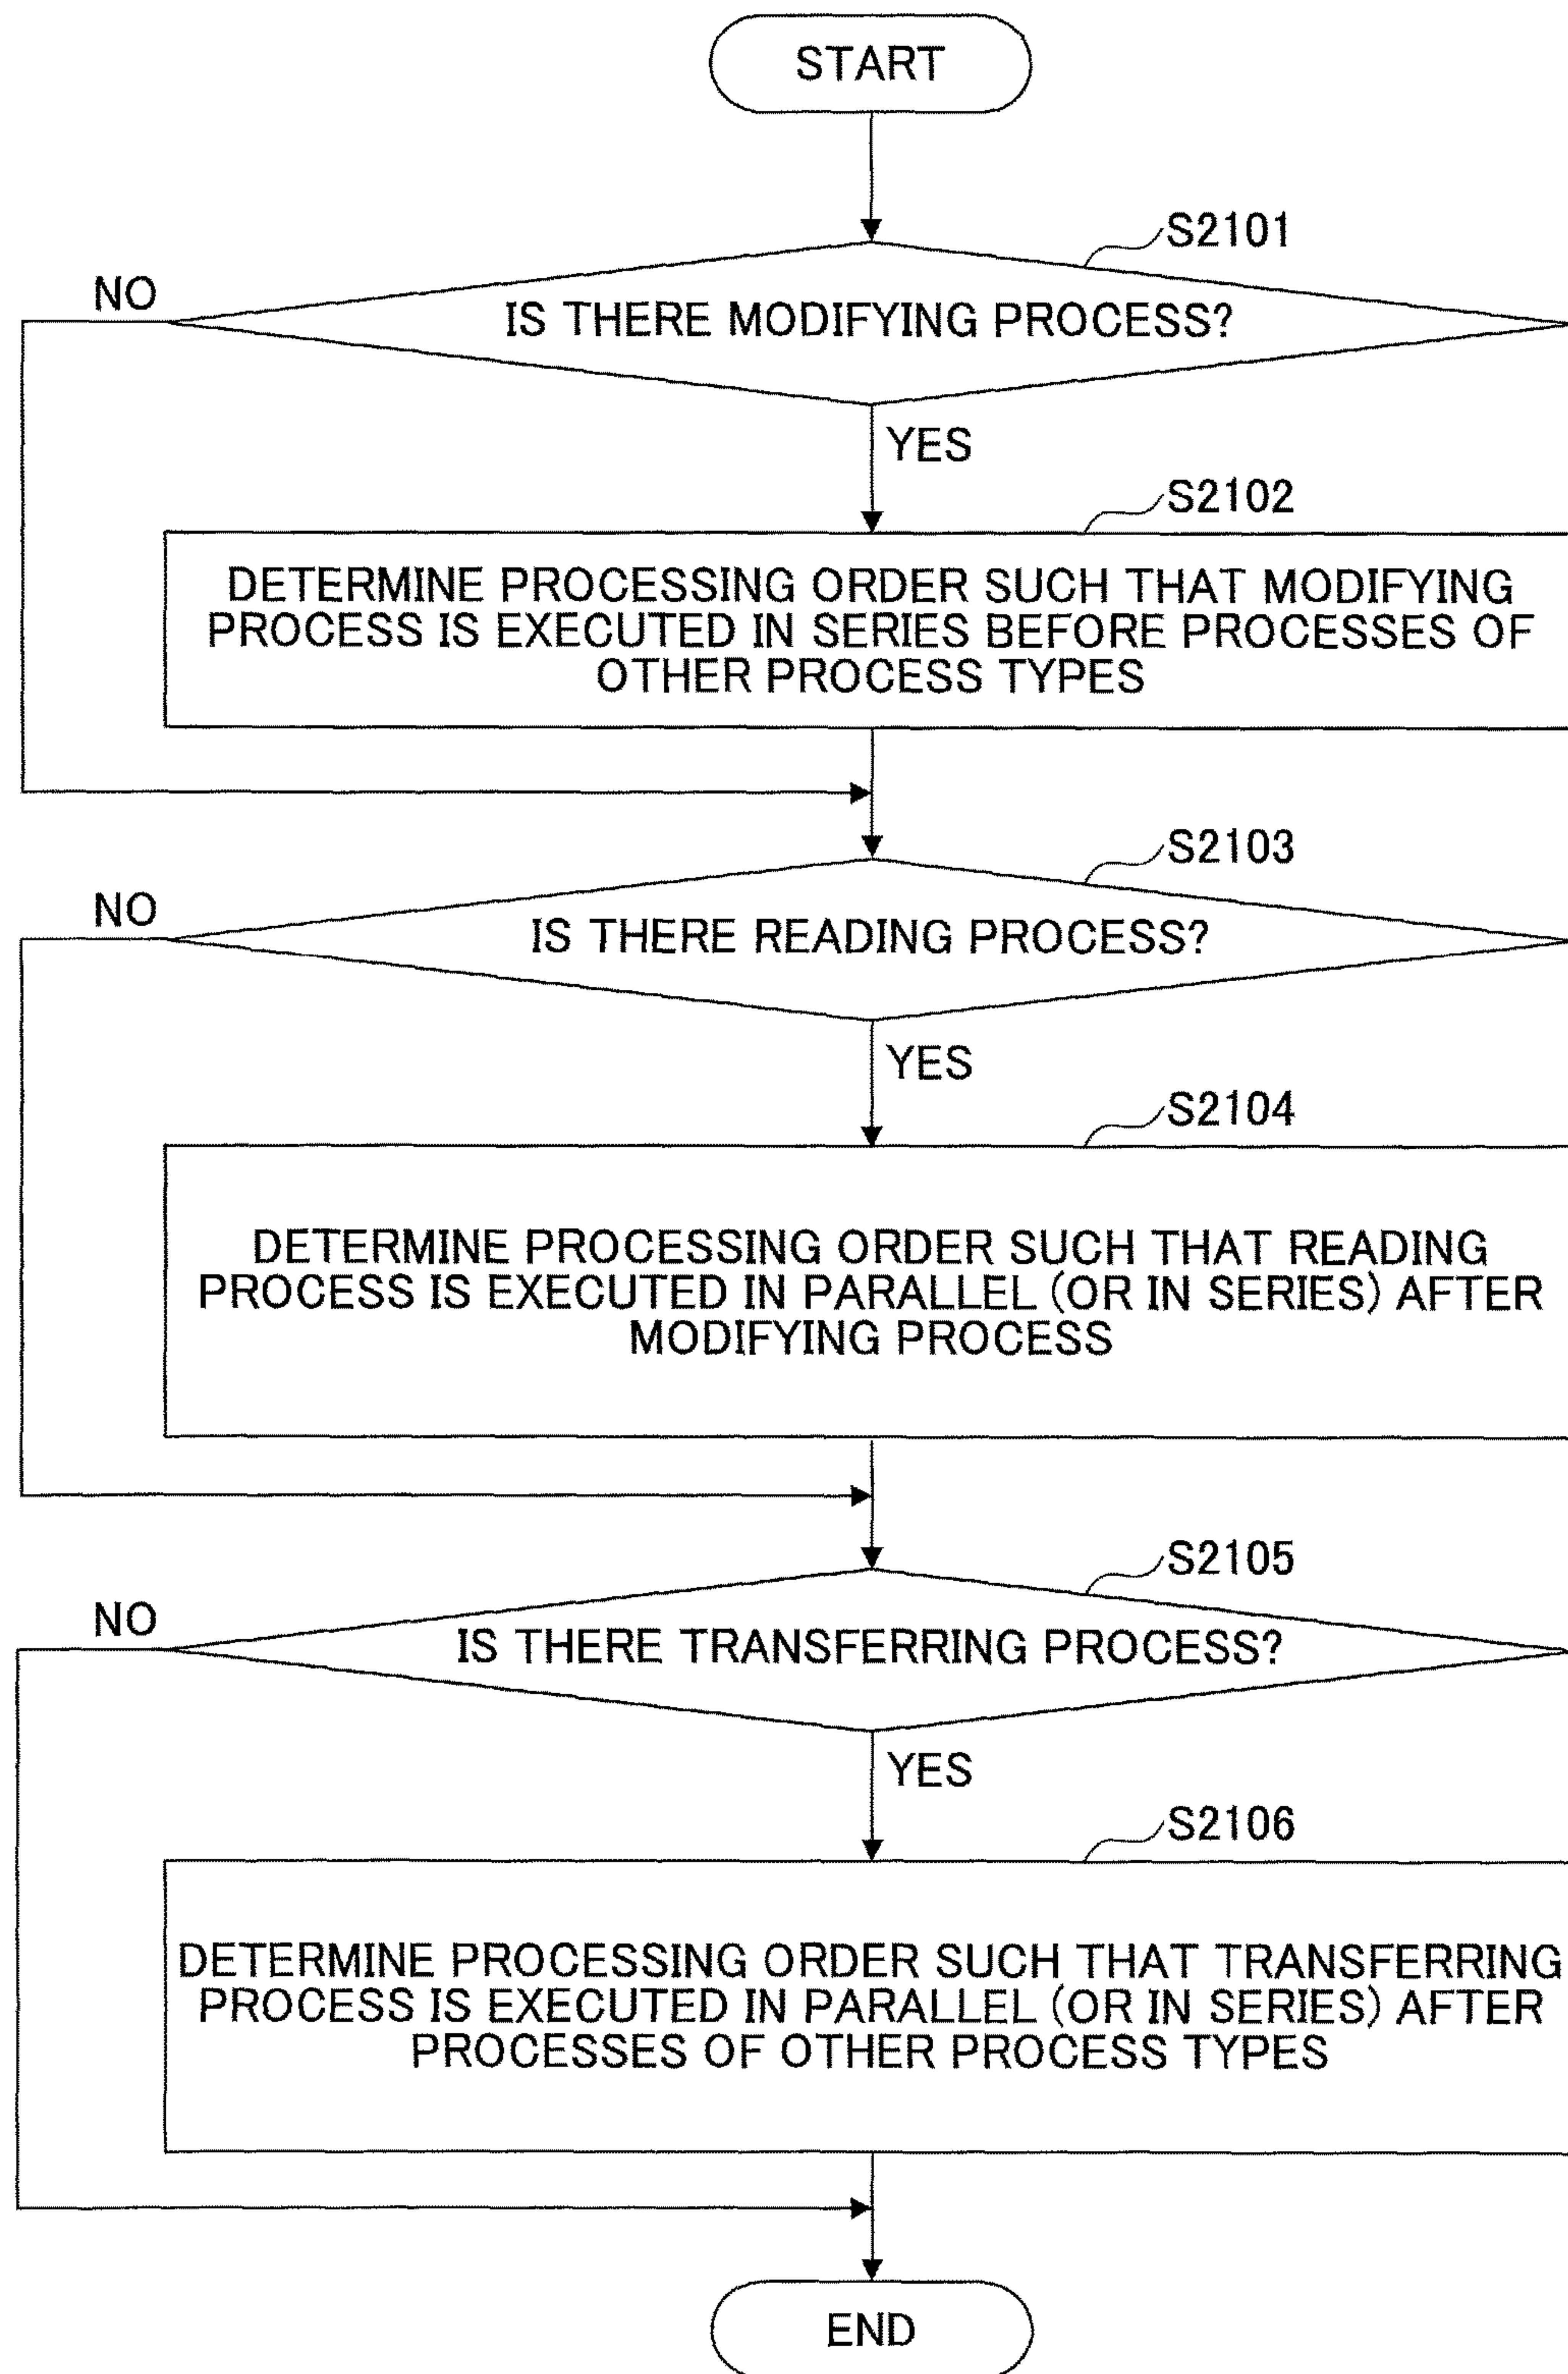 START
S2101
NO
IS THERE MODIFYING PROCESS?
YES
S2102
DETERMINE PROCESSING ORDER SUCH THAT MODIFYING
PROCESS IS EXECUTED IN SERIES BEFORE PROCESSES OF
OTHER PROCESS TYPES
S2103
NO
IS THERE READING PROCESS?
YES
S2104
DETERMINE PROCESSING ORDER SUCH THAT READING
PROCESS IS EXECUTED IN PARALLEL (OR IN SERIES) AFTER
MODIFYING PROCESS
S2105
NO
IS THERE TRANSFERRING PROCESS?
YES
S2106
DETERMINE PROCESSING ORDER SUCH THAT TRANSFERRING
PROCESS IS EXECUTED IN PARALLEL (OR IN SERIES) AFTER
PROCESSES OF OTHER PROCESS TYPES
END